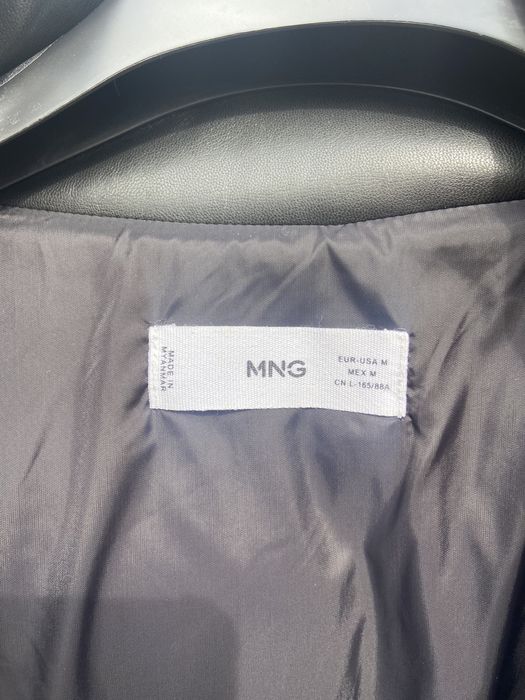 MADE IN
MYANMAR
MNG
EUR-USA M
MEX M
CN L-165/88A